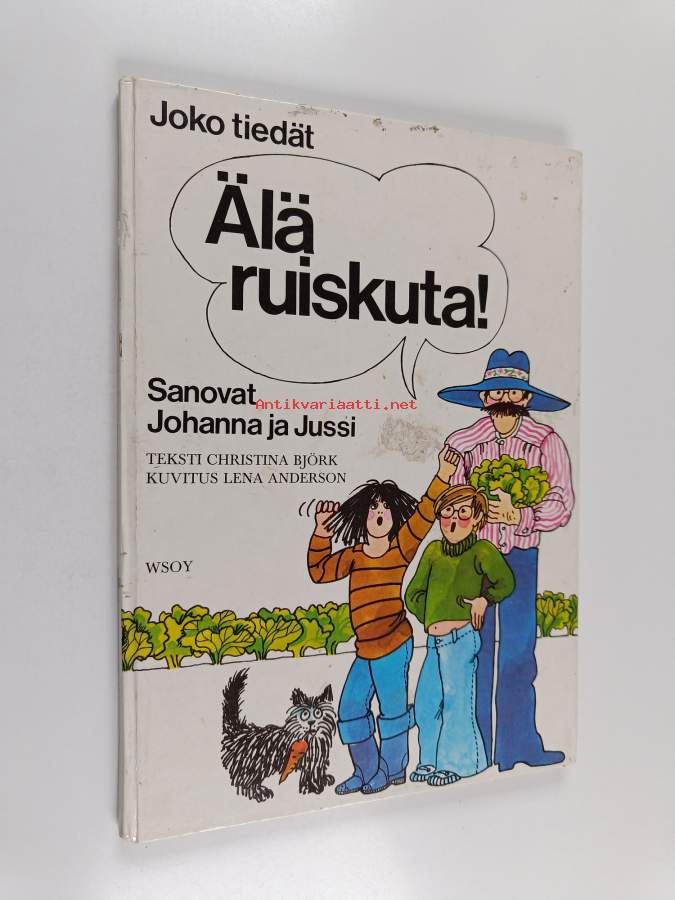 Joko tiedät
Älä
ruiskuta!
Sanovat
Antikvariaatti.net
Johanna ja Jussi
TEKSTI CHRISTINA BJÖRK
KUVITUS LENA ANDERSON
WSOY